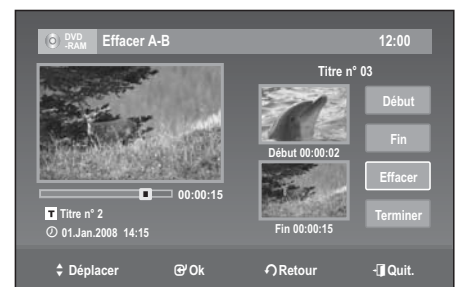 DVD
-RAM
Effacer A-B
12:00
Titre n° 03
Début
Début 00:00:02
Fin
Effacer
00:00:15
T Titre n° 2
Fin 00:00:15
Terminer
01.Jan.2008 14:15
Déplacer
Ok
Retour
Quit.